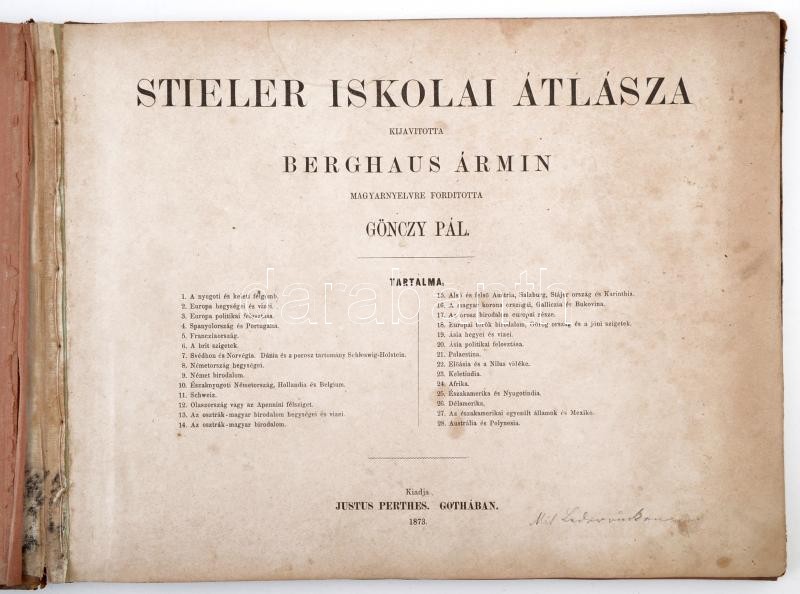 STIELER ISKOLAI ÁTLÁSZA
KIJAVITOTTA
BERGHAUS ÁRMIN
MAGYARNYELVRE FORDITOTTA
GÖNCZY PÁL.
TARTALMA.
1. A nyugoti és keleti félgömb.
2. Europa hegységei és vizei.
3. Europa politikai felosztása.
4. Spanyolország és Portugana.
5. Francziaország.
6. A brit szigetek.
7. Svédhon és Norvégia. Dánia és a porosz tartomány Schleswig-Holstein.
8. Németország hegységei.
9. Német birodalom.
10. Északnyugoti Németország, Hollandia és Belgium.
11. Schweiz.
12. Olaszország vagy az Apennini félsziget.
13. Az osztrák-magyar birodalom hegységei és vizei.
14. Az osztrák-magyar birodalom.
15. Alsó és felső Austria, Salzburg, Stájer ország és Karinthia.
16. A magyar korona országai, Galliczia és Bukovina.
17. Az orosz birodalom europai része.
18. Europai török birodalom, Görög ország és a jóni szigetek.
19. Ásia hegyei és vizei.
20. Ásia politikai felosztása.
21. Palaestina.
22. Előásia és a Nilus vidéke.
23. Keletindia.
24. Afrika.
25. Északamerika és Nyugotindia.
26. Délamerika.
27. Az északamerikai egyesült államok és Mexiko.
28. Austrália és Polynesia.
Kiadja
JUSTUS PERTHES. GOTHÁBAN.
1873.
Mit